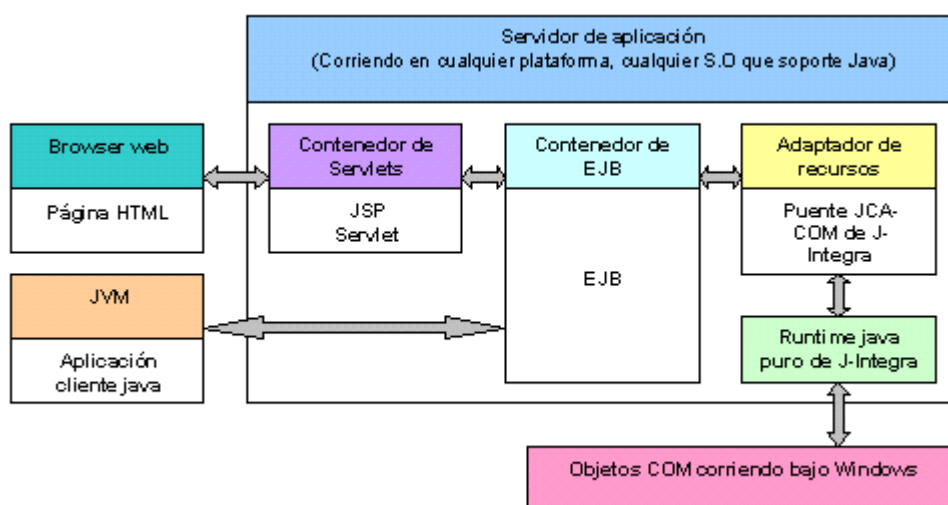 Servidor de aplicación
(Corriendo en cualquier plataforma, cualquier S.O que soporte Java)
Browser web
Página HTML
Contenedor de
Servlets
JSP
Servlet
Contenedor de
EJB
EJB
Adaptador de
recursos
Puente JCA-
COM de J-
Integra
JVM
Aplicación
cliente java
Runtime java
puro de J-Integra
Objetos COM corriendo bajo Windows